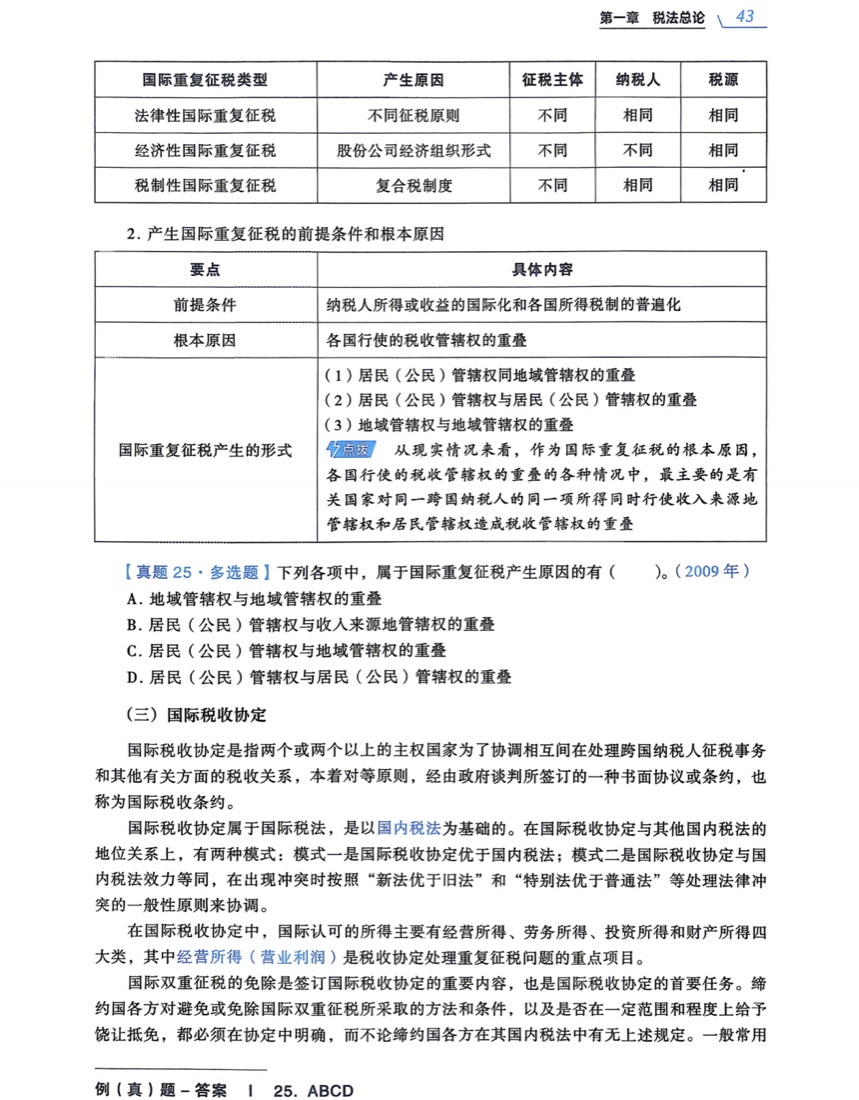 第一章 税法总论 43
国际重复征税类型 产生原因 征税主体 纳税人 税源
法律性国际重复征税 不同征税原则 不同 相同 相同
经济性国际重复征税 股份公司经济组织形式 不同 不同 相同
税制性国际重复征税 复合税制度 不同 相同 相同
2. 产生国际重复征税的前提条件和根本原因
要点 具体内容
前提条件 纳税人所得或收益的国际化和各国所得税制的普遍化
根本原因 各国行使的税收管辖权的重叠
国际重复征税产生的形式
(1)居民(公民)管辖权同地域管辖权的重叠
(2)居民(公民)管辖权与居民(公民)管辖权的重叠
(3)地域管辖权与地域管辖权的重叠
点拨 从现实情况来看，作为国际重复征税的根本原因，
各国行使的税收管辖权的重叠的各种情况中，最主要的是有
关国家对同一跨国纳税人的同一项所得同时行使收入来源地
管辖权和居民管辖权造成税收管辖权的重叠
【真题 25·多选题】下列各项中，属于国际重复征税产生原因的有( )。(2009 年)
A. 地域管辖权与地域管辖权的重叠
B. 居民(公民)管辖权与收入来源地管辖权的重叠
C. 居民(公民)管辖权与地域管辖权的重叠
D. 居民(公民)管辖权与居民(公民)管辖权的重叠
(三)国际税收协定
国际税收协定是指两个或两个以上的主权国家为了协调相互间在处理跨国纳税人征税事务
和其他有关方面的税收关系，本着对等原则，经由政府谈判所签订的一种书面协议或条约，也
称为国际税收条约。
国际税收协定属于国际税法，是以国内税法为基础的。在国际税收协定与其他国内税法的
地位关系上，有两种模式：模式一是国际税收协定优于国内税法；模式二是国际税收协定与国
内税法效力等同，在出现冲突时按照“新法优于旧法”和“特别法优于普通法”等处理法律冲
突的一般性原则来协调。
在国际税收协定中，国际认可的所得主要有经营所得、劳务所得、投资所得和财产所得四
大类，其中经营所得(营业利润)是税收协定处理重复征税问题的重点项目。
国际双重征税的免除是签订国际税收协定的重要内容，也是国际税收协定的首要任务。缔
约国各方对避免或免除国际双重征税所采取的方法和条件，以及是否在一定范围和程度上给予
饶让抵免，都必须在协定中明确，而不论缔约国各方在其国内税法中有无上述规定。一般常用
例(真)题－答案 | 25. ABCD